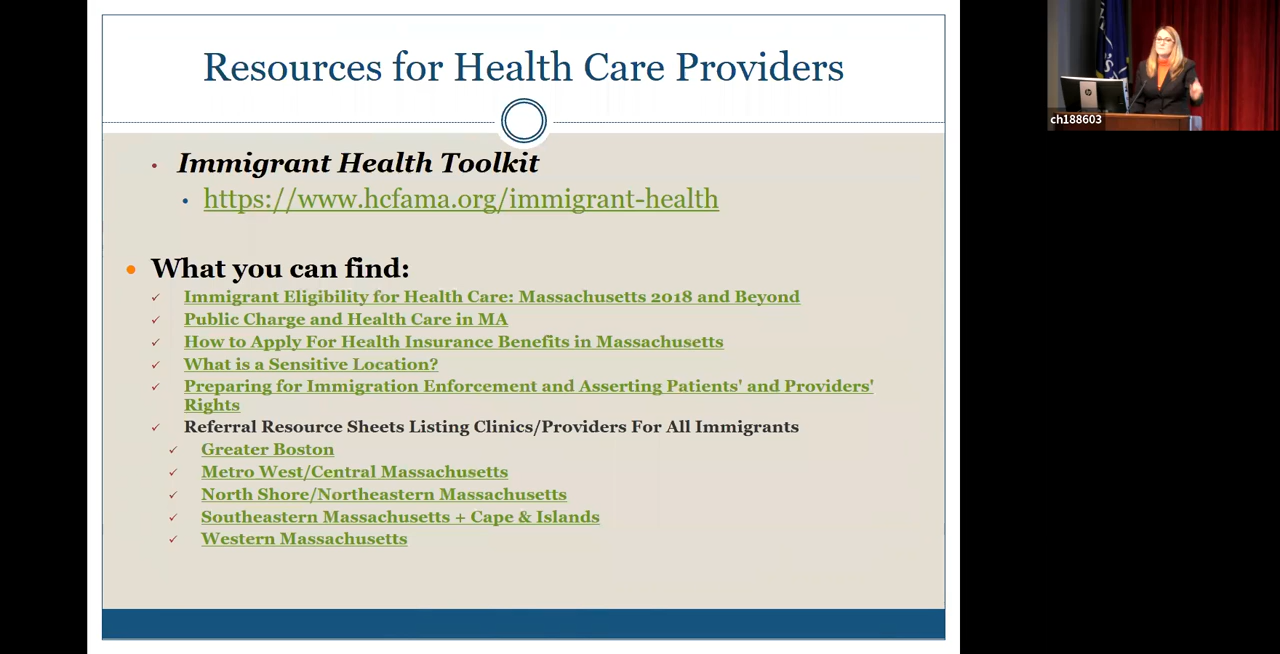 Resources for Health Care Providers
Immigrant Health Toolkit
https://www.hcfama.org/immigrant-health
What you can find:
Immigrant Eligibility for Health Care: Massachusetts 2018 and Beyond
Public Charge and Health Care in MA
How to Apply For Health Insurance Benefits in Massachusetts
What is a Sensitive Location?
Preparing for Immigration Enforcement and Asserting Patients' and Providers'
Rights
Referral Resource Sheets Listing Clinics/Providers For All Immigrants
Greater Boston
Metro West/Central Massachusetts
North Shore/Northeastern Massachusetts
Southeastern Massachusetts + Cape & Islands
Western Massachusetts
ch188603